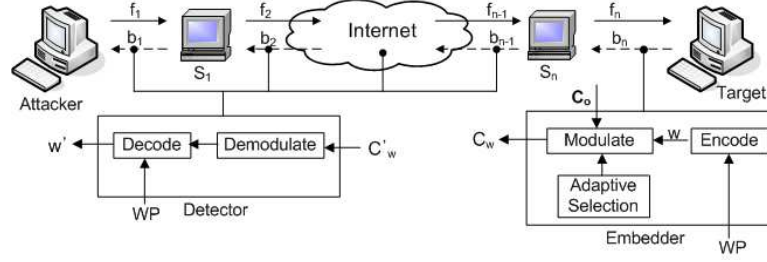 f1 f2 Internet fn-1 fn
b1 b2 bn-1 bn
Attacker S1 Sn Target
Co
w' Decode Demodulate C'w
Cw Modulate w Encode
Adaptive
Selection
WP Detector
Embedder WP